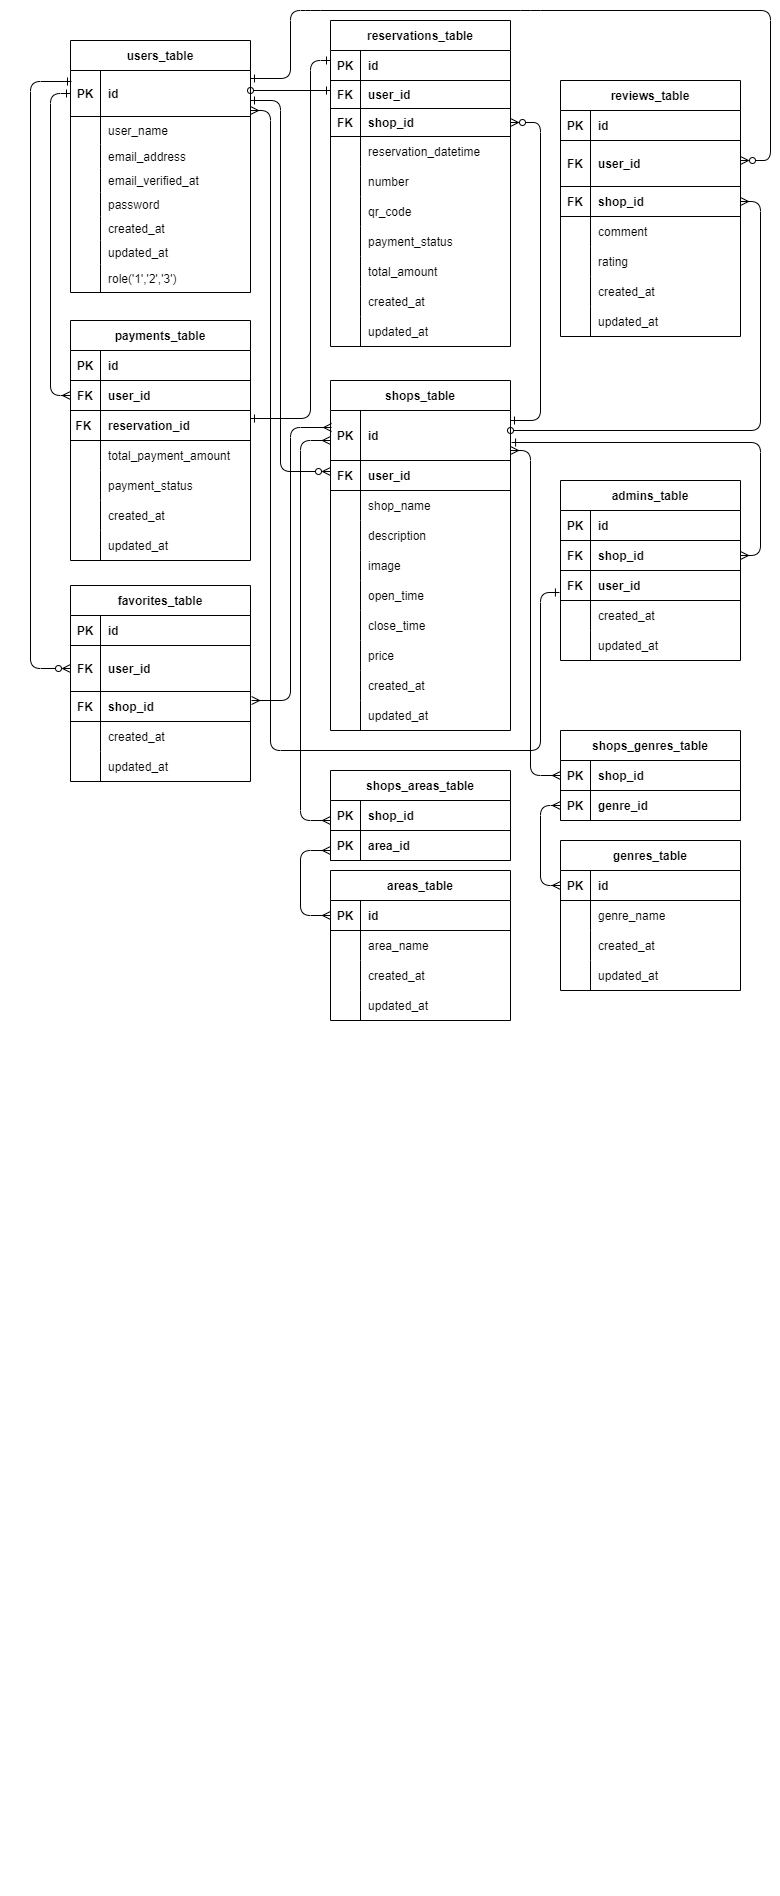 users_table
PK id
user_name
email_address
email_verified_at
password
created_at
updated_at
role('1','2','3')
payments_table
PK id
FK user_id
FK reservation_id
total_payment_amount
payment_status
created_at
updated_at
favorites_table
PK id
FK user_id
FK shop_id
created_at
updated_at
reservations_table
PK id
FK user_id
FK shop_id
reservation_datetime
number
qr_code
payment_status
total_amount
created_at
updated_at
shops_table
PK id
FK user_id
shop_name
description
image
open_time
close_time
price
created_at
updated_at
shops_areas_table
PK shop_id
PK area_id
areas_table
PK id
area_name
created_at
updated_at
reviews_table
PK id
FK user_id
FK shop_id
comment
rating
created_at
updated_at
admins_table
PK id
FK shop_id
FK user_id
created_at
updated_at
shops_genres_table
PK shop_id
PK genre_id
genres_table
PK id
genre_name
created_at
updated_at